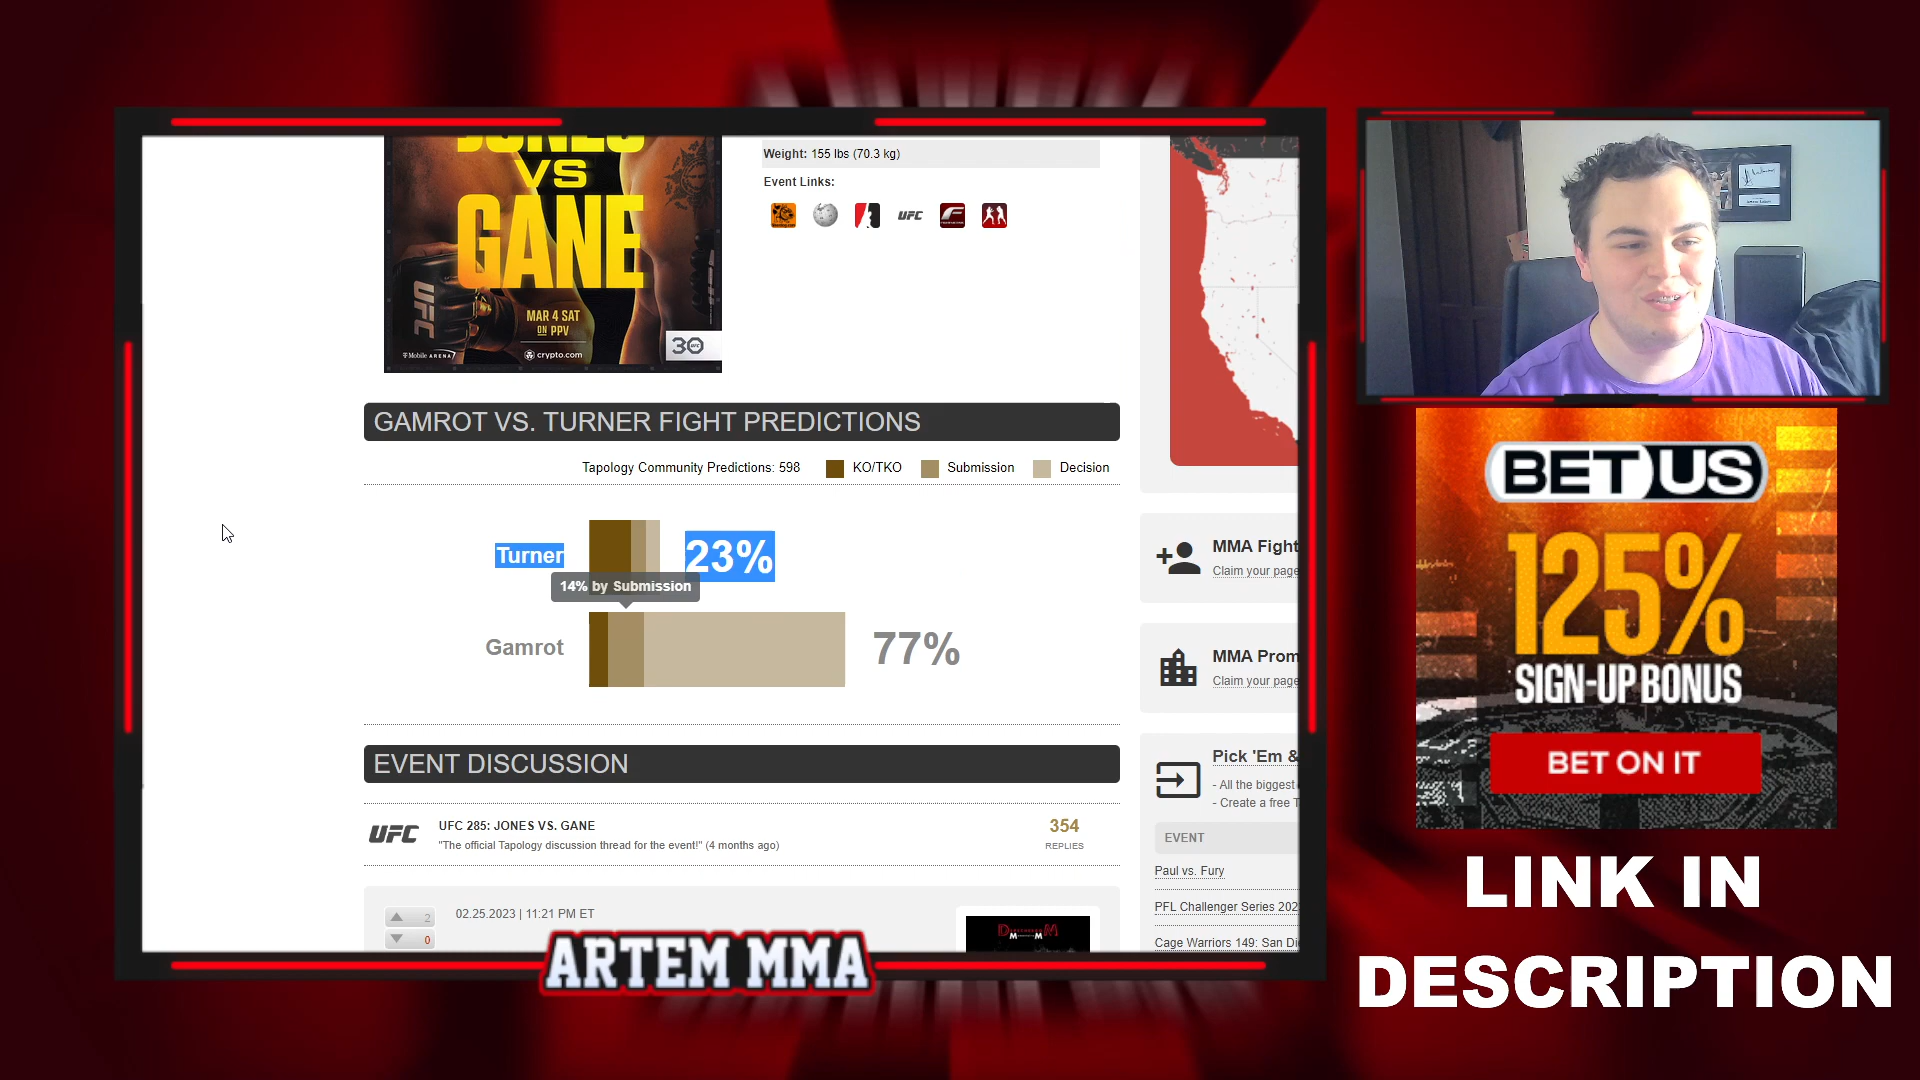 JONES
VS
GANE
UFC
MAR 4 SAT
ON PPV
T Mobile ARENA
crypto.com
30
Weight: 155 lbs (70.3 kg)
Event Links:
UFC
GAMROT VS. TURNER FIGHT PREDICTIONS
Tapology Community Predictions: 598 KO/TKO Submission Decision
Turner 23%
14% by Submission
Gamrot 77%
EVENT DISCUSSION
UFC
UFC 285: JONES VS. GANE
"The official Tapology discussion thread for the event!" (4 months ago)
354
REPLIES
2
0
02.25.2023 | 11:21 PM ET
MMA Fight
Claim your page
MMA Prom
Claim your page
Pick 'Em &
- All the biggest
- Create a free T
EVENT
Paul vs. Fury
PFL Challenger Series 202
Cage Warriors 149: San Di
ARTEM MMA
BETUS
125%
SIGN-UP BONUS
BET ON IT
LINK IN
DESCRIPTION